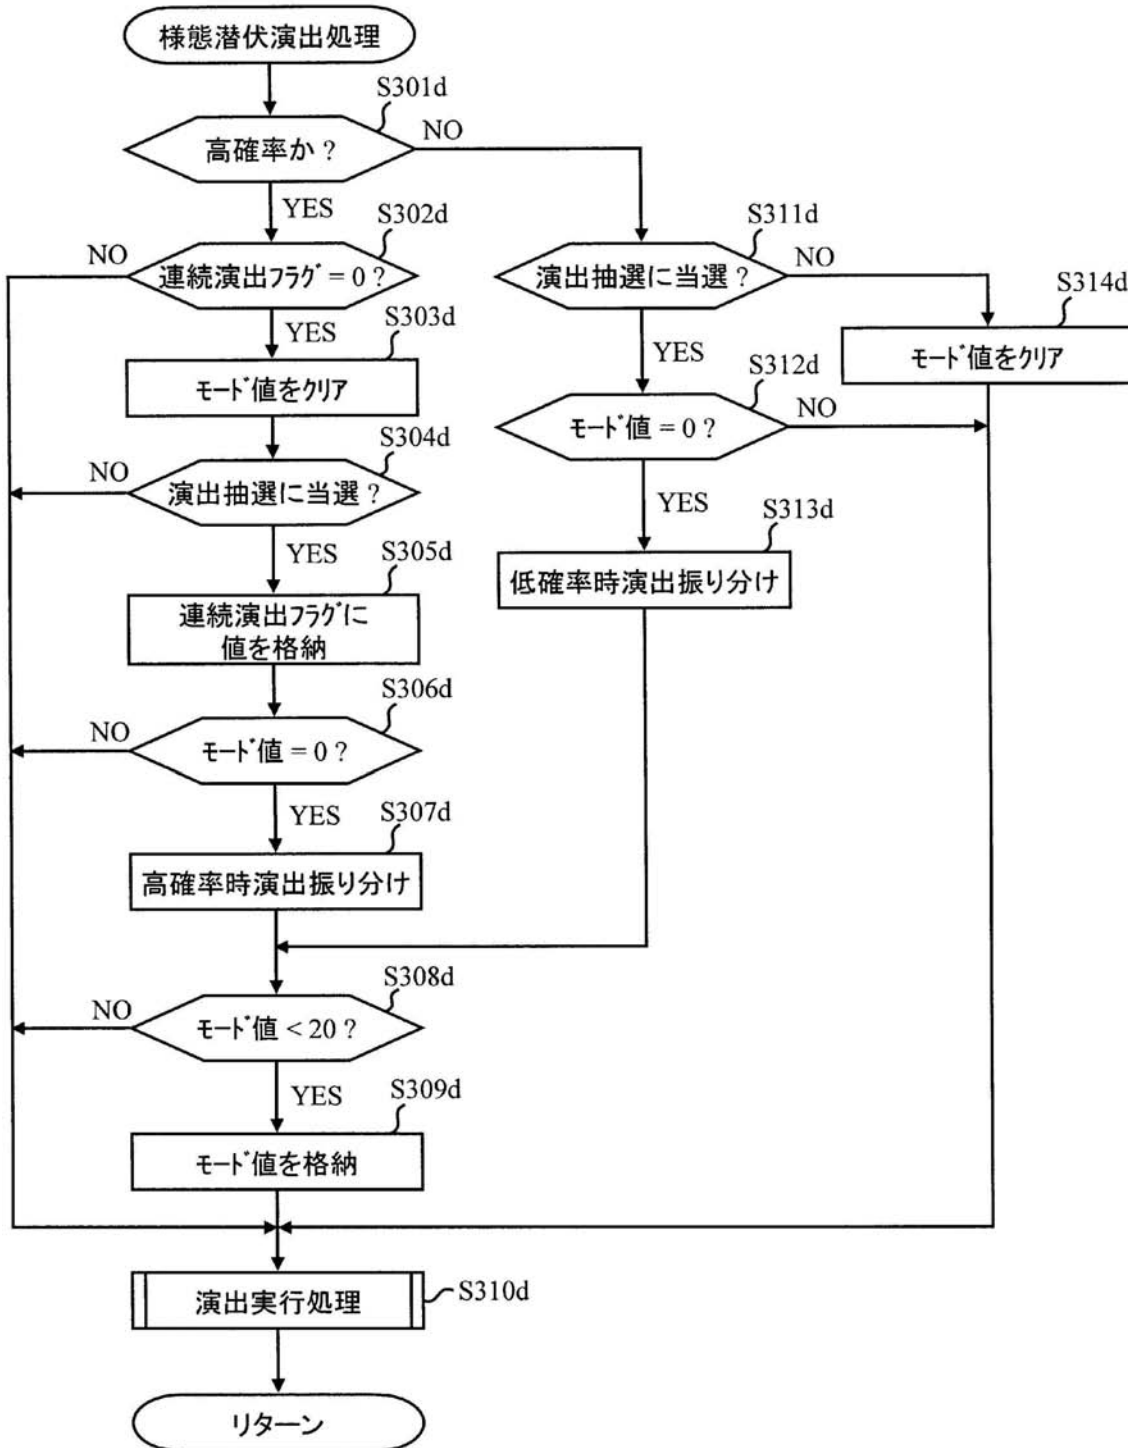 様態潜伏演出処理
S301d
高確率か？
NO
YES
S302d
NO
連続演出ﾌﾗｸﾞ = 0？
YES
S303d
ﾓｰﾄﾞ値をｸﾘｱ
S304d
NO
演出抽選に当選？
YES
S305d
連続演出ﾌﾗｸﾞに
値を格納
S306d
NO
ﾓｰﾄﾞ値 = 0？
YES
S307d
高確率時演出振り分け
S308d
NO
ﾓｰﾄﾞ値 < 20？
YES
S309d
ﾓｰﾄﾞ値を格納
S311d
演出抽選に当選？
NO
YES
S314d
ﾓｰﾄﾞ値をｸﾘｱ
S312d
ﾓｰﾄﾞ値 = 0？
NO
YES
S313d
低確率時演出振り分け
演出実行処理
S310d
リターン